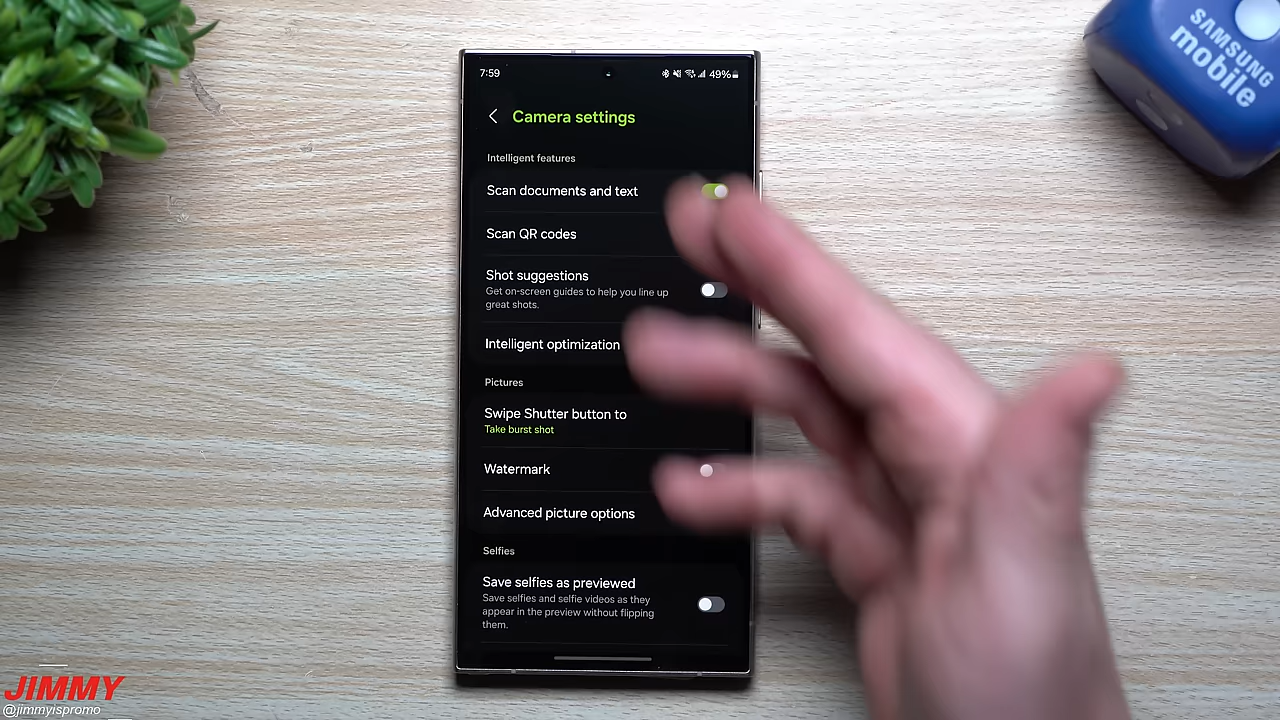 SAMSUNG
mobile
7:59
49%
Camera settings
Intelligent features
Scan documents and text
Scan QR codes
Shot suggestions
Get on-screen guides to help you line up
great shots.
Intelligent optimization
Pictures
Swipe Shutter button to
Take burst shot
Watermark
Advanced picture options
Selfies
Save selfies as previewed
Save selfies and selfie videos as they
appear in the preview without flipping
them.
JIMMY
@jimmyispromo